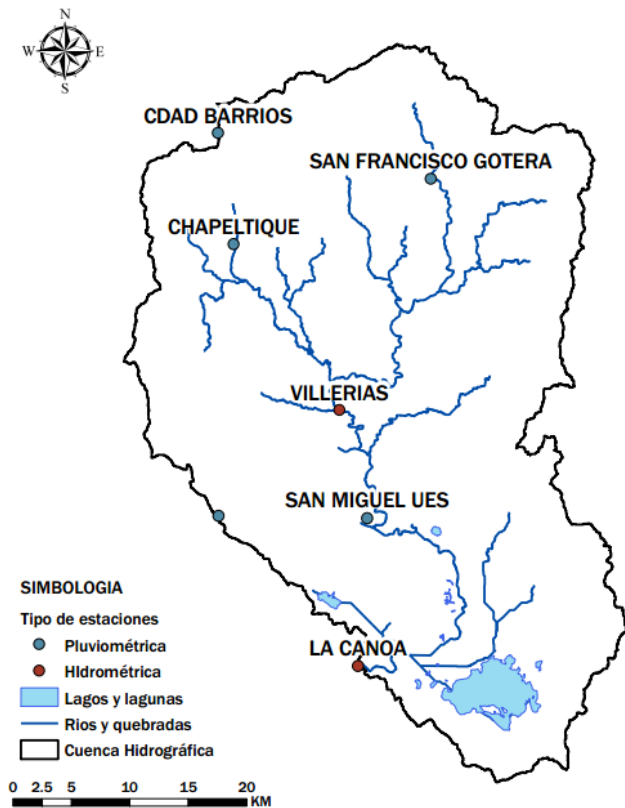 N
W E
S
CDAD BARRIOS
SAN FRANCISCO GOTERA
CHAPELTIQUE
VILLERIAS
SAN MIGUEL UES
LA CANOA
SIMBOLOGIA
Tipo de estaciones
Pluviométrica
HIdrométrica
Lagos y lagunas
Rios y quebradas
Cuenca Hidrográfica
0 2.5 5 10 15 20
KM